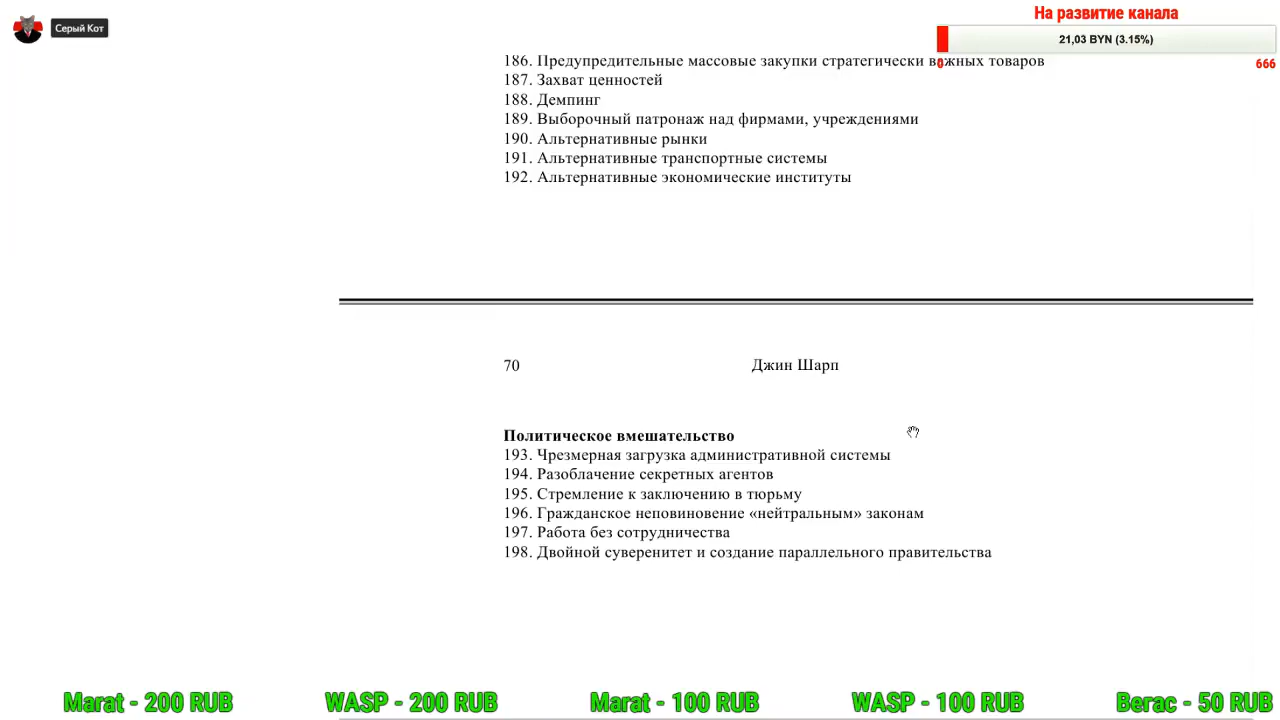 Серый Кот
На развитие канала
21,03 BYN (3.15%)
0
666
186. Предупредительные массовые закупки стратегически важных товаров
187. Захват ценностей
188. Демпинг
189. Выборочный патронаж над фирмами, учреждениями
190. Альтернативные рынки
191. Альтернативные транспортные системы
192. Альтернативные экономические институты
70
Джин Шарп
Политическое вмешательство
193. Чрезмерная загрузка административной системы
194. Разоблачение секретных агентов
195. Стремление к заключению в тюрьму
196. Гражданское неповиновение «нейтральным» законам
197. Работа без сотрудничества
198. Двойной суверенитет и создание параллельного правительства
Marat - 200 RUB
WASP - 200 RUB
Marat - 100 RUB
WASP - 100 RUB
Вегас - 50 RUB